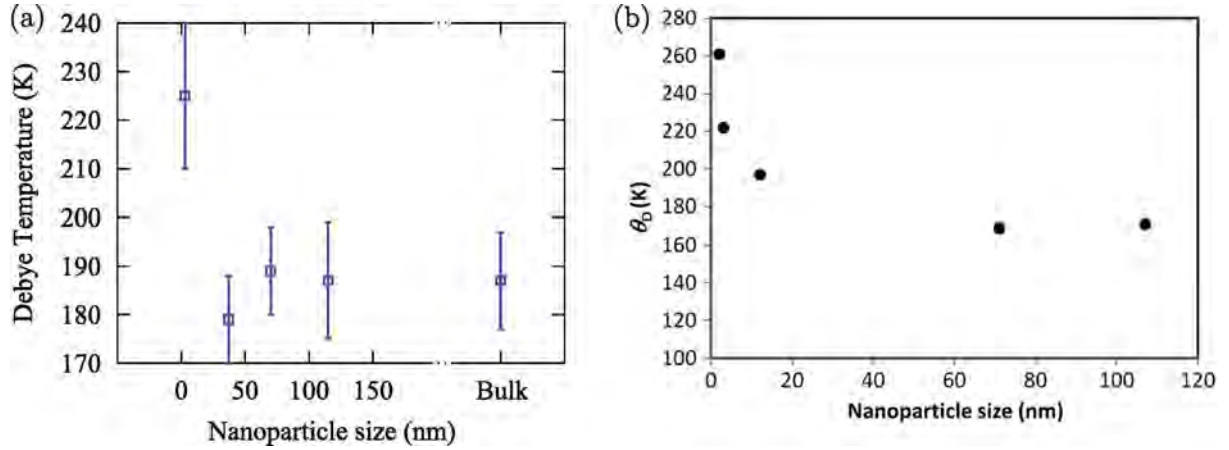 (a)
Debye Temperature (K)
240
230
220
210
200
190
180
170
0 50 100 150 Bulk
Nanoparticle size (nm)
(b)
θD (K)
280
260
240
220
200
180
160
140
120
100
0 20 40 60 80 100 120
Nanoparticle size (nm)